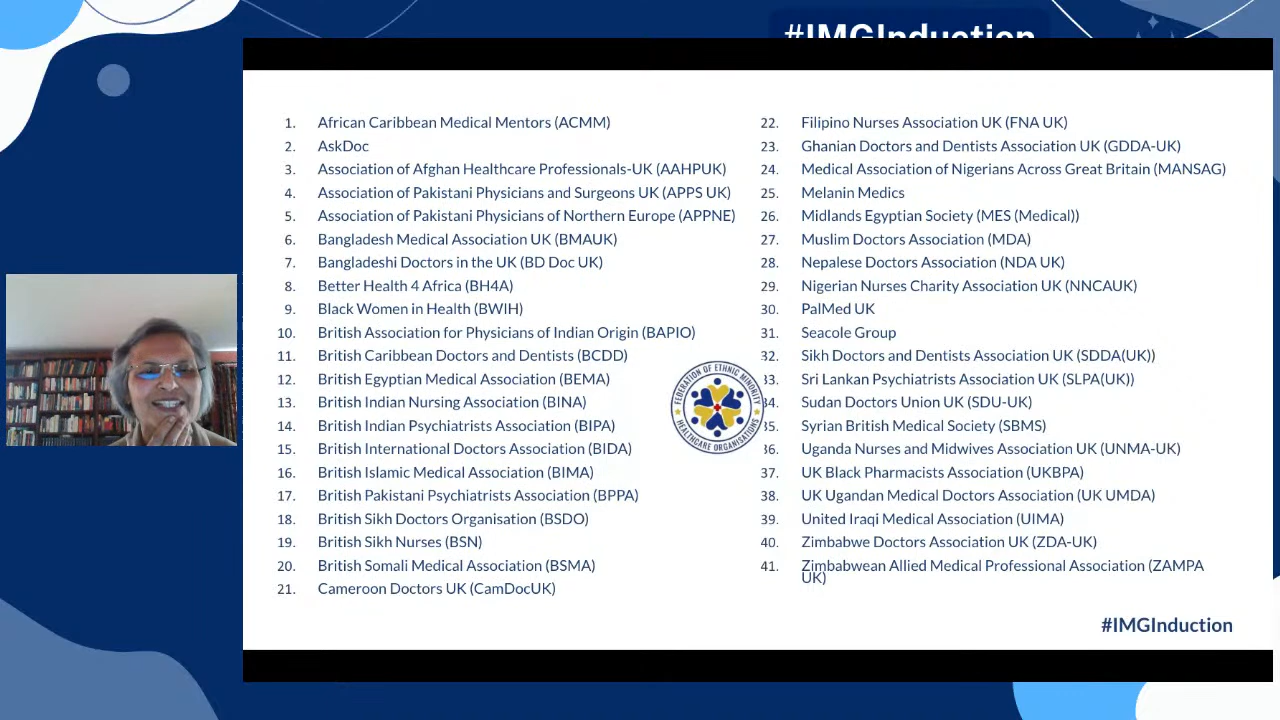 #IMGInduction
1. African Caribbean Medical Mentors (ACMM)
2. AskDoc
3. Association of Afghan Healthcare Professionals-UK (AAHPUK)
4. Association of Pakistani Physicians and Surgeons UK (APPS UK)
5. Association of Pakistani Physicians of Northern Europe (APPNE)
6. Bangladesh Medical Association UK (BMAUK)
7. Bangladeshi Doctors in the UK (BD Doc UK)
8. Better Health 4 Africa (BH4A)
9. Black Women in Health (BWIH)
10. British Association for Physicians of Indian Origin (BAPIO)
11. British Caribbean Doctors and Dentists (BCDD)
12. British Egyptian Medical Association (BEMA)
13. British Indian Nursing Association (BINA)
14. British Indian Psychiatrists Association (BIPA)
15. British International Doctors Association (BIDA)
16. British Islamic Medical Association (BIMA)
17. British Pakistani Psychiatrists Association (BPPA)
18. British Sikh Doctors Organisation (BSDO)
19. British Sikh Nurses (BSN)
20. British Somali Medical Association (BSMA)
21. Cameroon Doctors UK (CamDocUK)
FEDERATION OF ETHNIC MINORITY
HEALTHCARE ORGANISATIONS
22. Filipino Nurses Association UK (FNA UK)
23. Ghanian Doctors and Dentists Association UK (GDDA-UK)
24. Medical Association of Nigerians Across Great Britain (MANSAG)
25. Melanin Medics
26. Midlands Egyptian Society (MES (Medical))
27. Muslim Doctors Association (MDA)
28. Nepalese Doctors Association (NDA UK)
29. Nigerian Nurses Charity Association UK (NNCAUK)
30. PalMed UK
31. Seacole Group
32. Sikh Doctors and Dentists Association UK (SDDA(UK))
33. Sri Lankan Psychiatrists Association UK (SLPA(UK))
34. Sudan Doctors Union UK (SDU-UK)
35. Syrian British Medical Society (SBMS)
36. Uganda Nurses and Midwives Association UK (UNMA-UK)
37. UK Black Pharmacists Association (UKBPA)
38. UK Ugandan Medical Doctors Association (UK UMDA)
39. United Iraqi Medical Association (UIMA)
40. Zimbabwe Doctors Association UK (ZDA-UK)
41. Zimbabwean Allied Medical Professional Association (ZAMPA
UK)
#IMGInduction